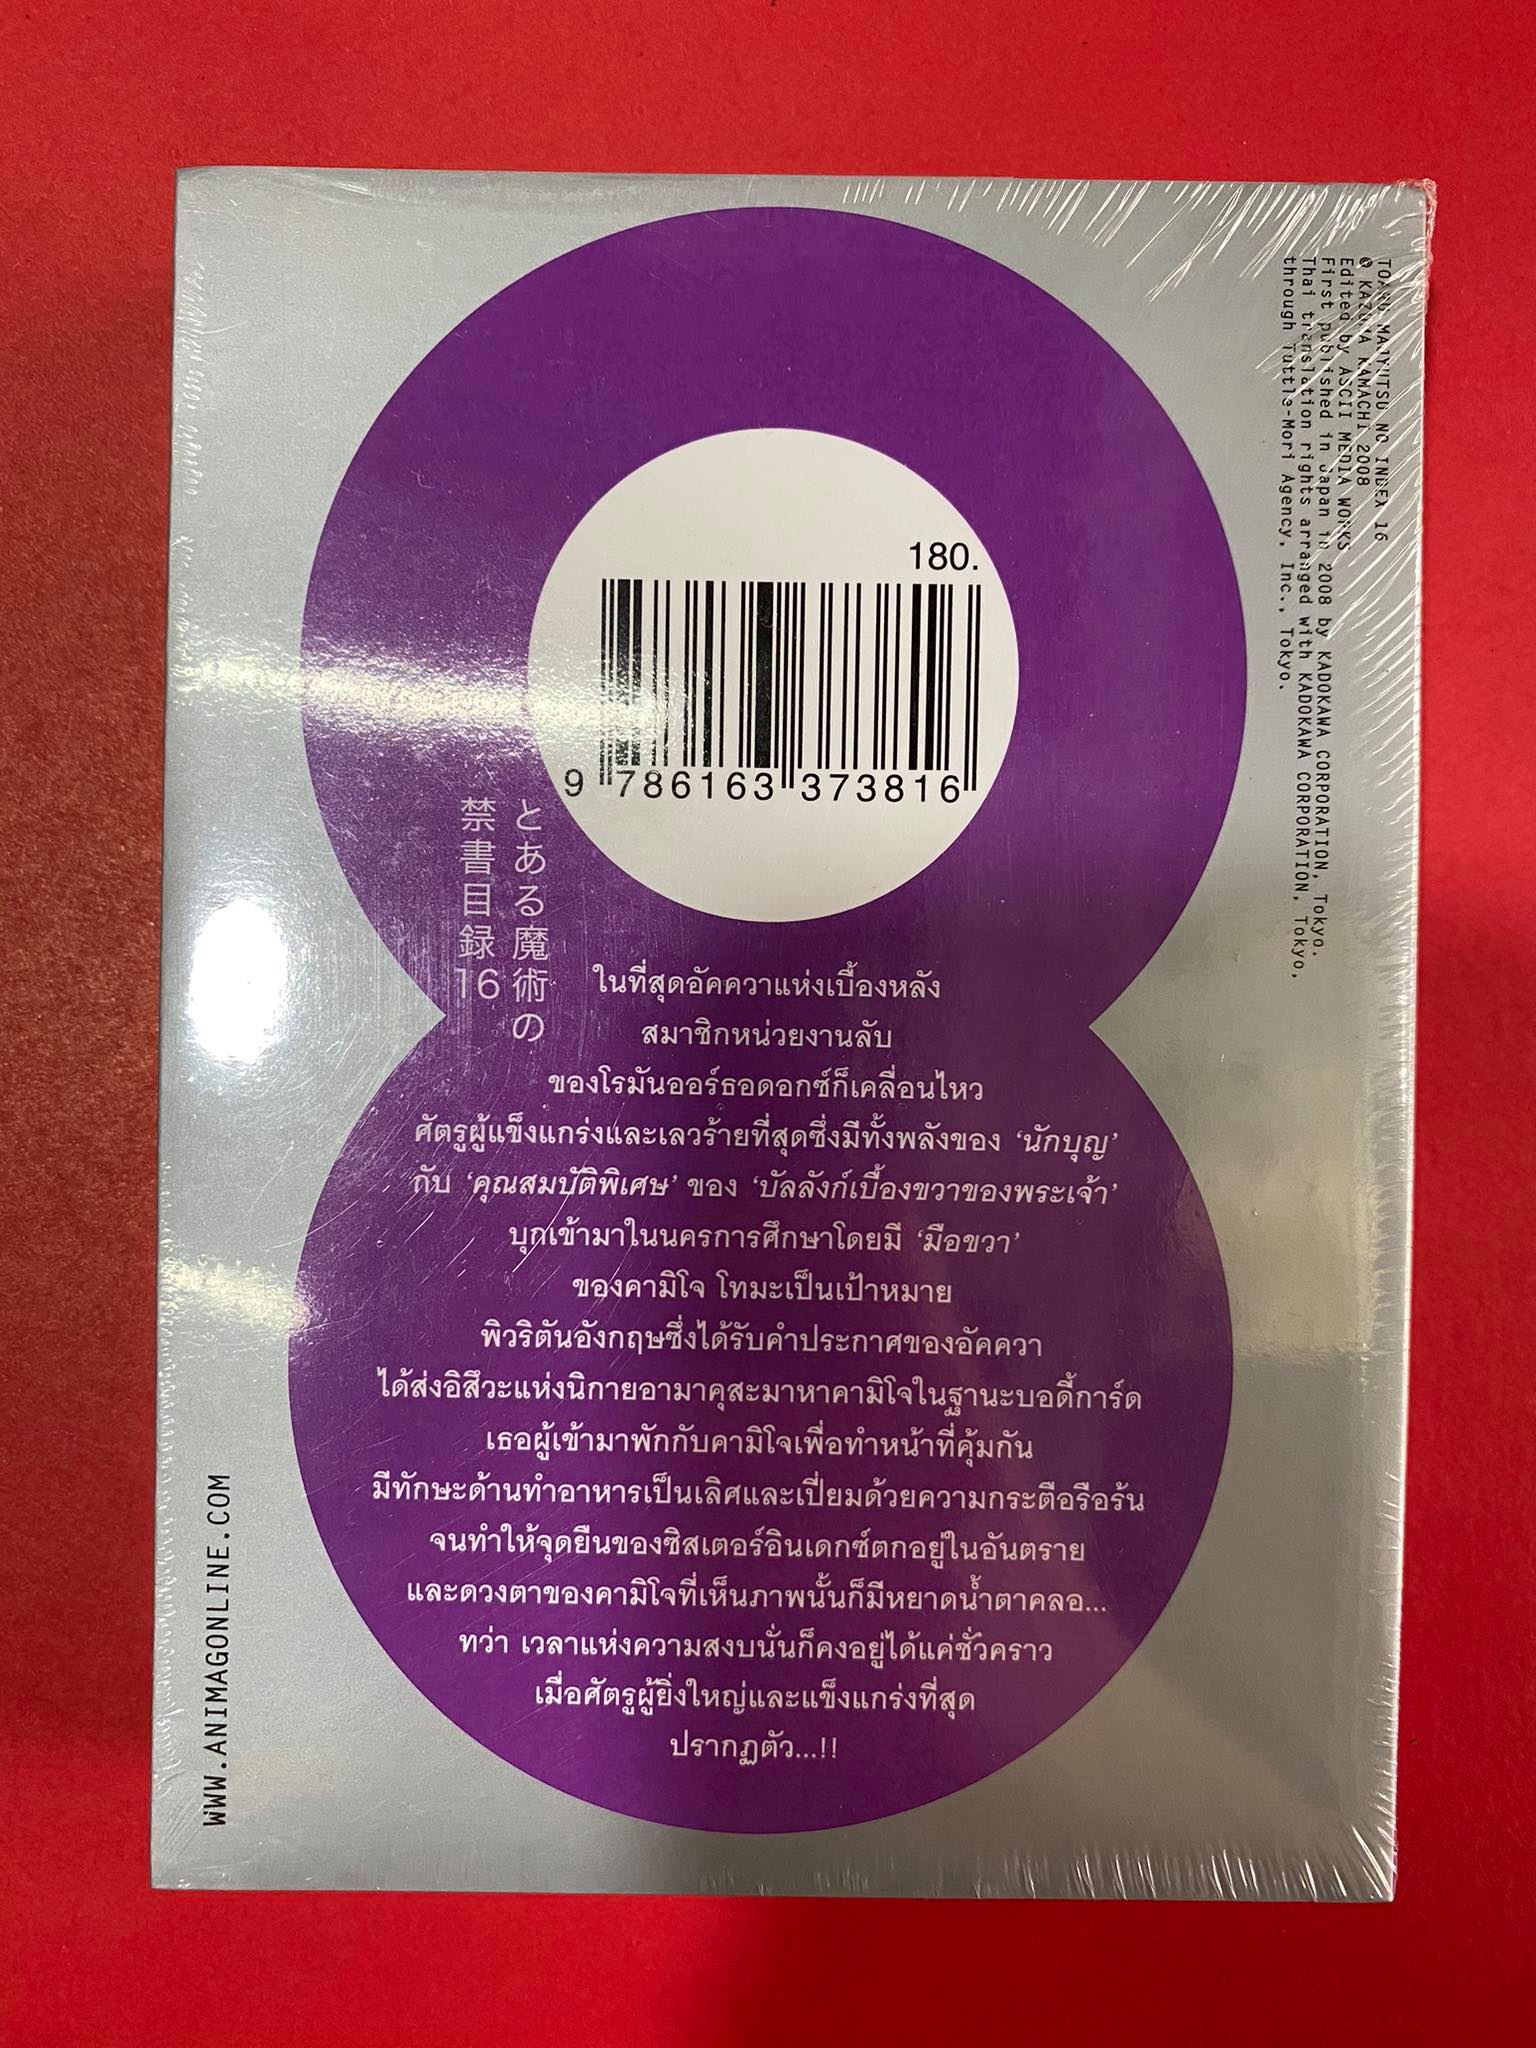 TOARU MAJYUTSU NO INDEX 16
© KAZUMA KAMACHI 2008
Edited by ASCII MEDIA WORKS
First published in Japan in 2008 by KADOKAWA CORPORATION, Tokyo.
Thai translation rights arranged with KADOKAWA CORPORATION, Tokyo,
through Tuttle-Mori Agency, Inc., Tokyo.
180.
9 786163 373816
とある魔術の
禁書目録16
ในที่สุดอัคควาแห่งเบื้องหลัง
สมาชิกหน่วยงานลับ
ของโรมันออร์ธอดอกซ์ก็เคลื่อนไหว
ศัตรูผู้แข็งแกร่งและเลวร้ายที่สุดซึ่งมีทั้งพลังของ ‘นักบุญ’
กับ ‘คุณสมบัติพิเศษ’ ของ ‘บัลลังก์เบื้องขวาของพระเจ้า’
บุกเข้ามาในนครการศึกษาโดยมี ‘มือขวา’
ของคามิโจ โทมะเป็นเป้าหมาย
พิวริตันอังกฤษซึ่งได้รับคำประกาศของอัคควา
ได้ส่งอิสึวะแห่งนิกายอามาคุสะมาหาคามิโจในฐานะบอดี้การ์ด
เธอผู้เข้ามาพักกับคามิโจเพื่อทำหน้าที่คุ้มกัน
มีทักษะด้านทำอาหารเป็นเลิศและเปี่ยมด้วยความกระตือรือร้น
จนทำให้จุดยืนของซิสเตอร์อินเดกซ์ตกอยู่ในอันตราย
และดวงตาของคามิโจที่เห็นภาพนั้นก็มีหยาดน้ำตาคลอ...
ทว่า เวลาแห่งความสงบนั่นก็คงอยู่ได้แค่ชั่วคราว
เมื่อศัตรูผู้ยิ่งใหญ่และแข็งแกร่งที่สุด
ปรากฏตัว...!!
WWW.ANIMAGONLINE.COM